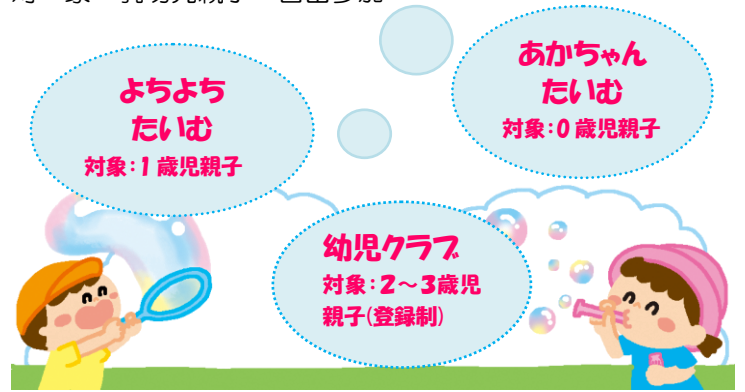 よちよち
たいむ
対象：１歳児親子
あかちゃん
たいむ
対象：０歳児親子
幼児クラブ
対象：２～３歳児
親子(登録制)